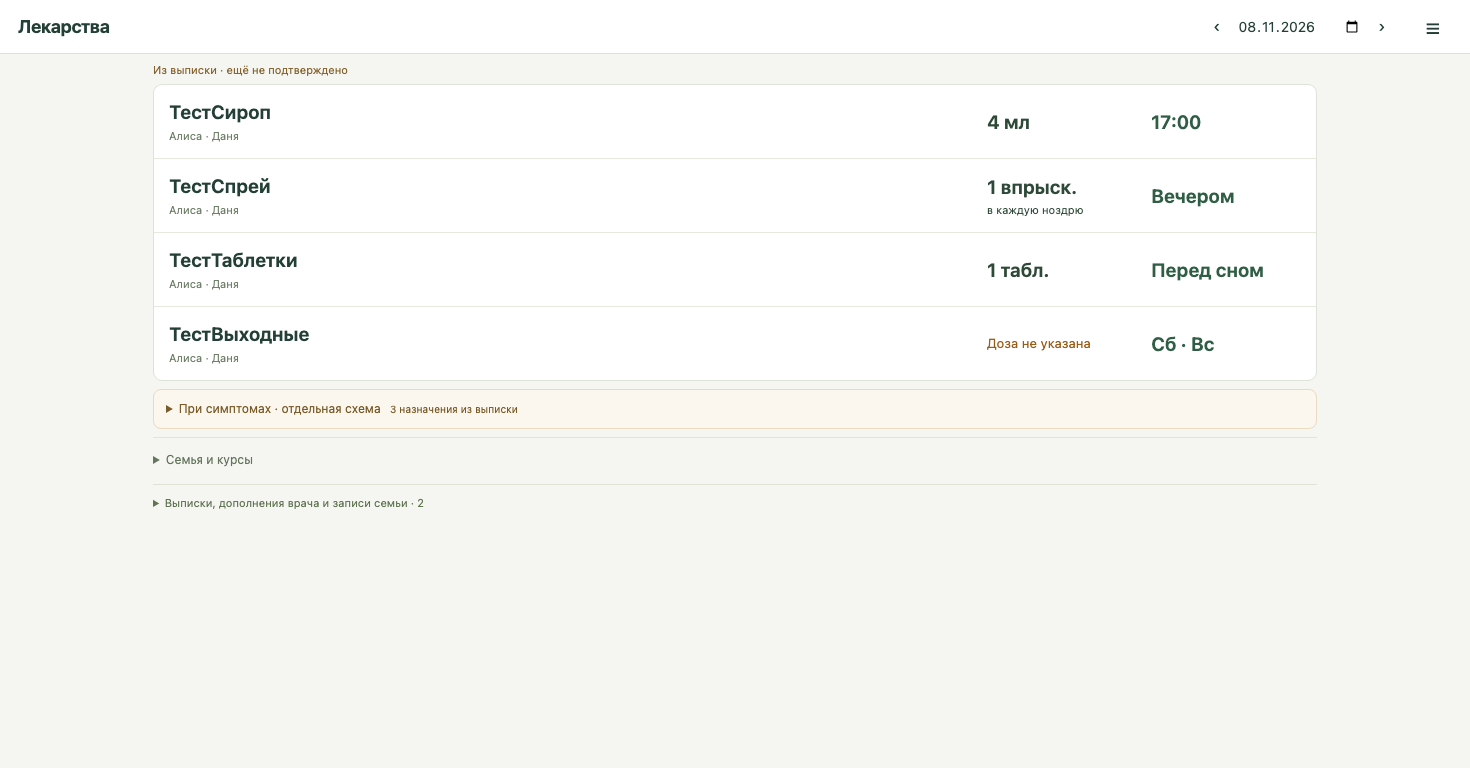 Лекарства
‹ 08.11.2026 ›
Из выписки · ещё не подтверждено
ТестСироп
Алиса · Даня
4 мл
17:00
ТестСпрей
Алиса · Даня
1 впрыск.
в каждую ноздрю
Вечером
ТестТаблетки
Алиса · Даня
1 табл.
Перед сном
ТестВыходные
Алиса · Даня
Доза не указана
Сб · Вс
При симптомах · отдельная схема 3 назначения из выписки
Семья и курсы
Выписки, дополнения врача и записи семьи · 2